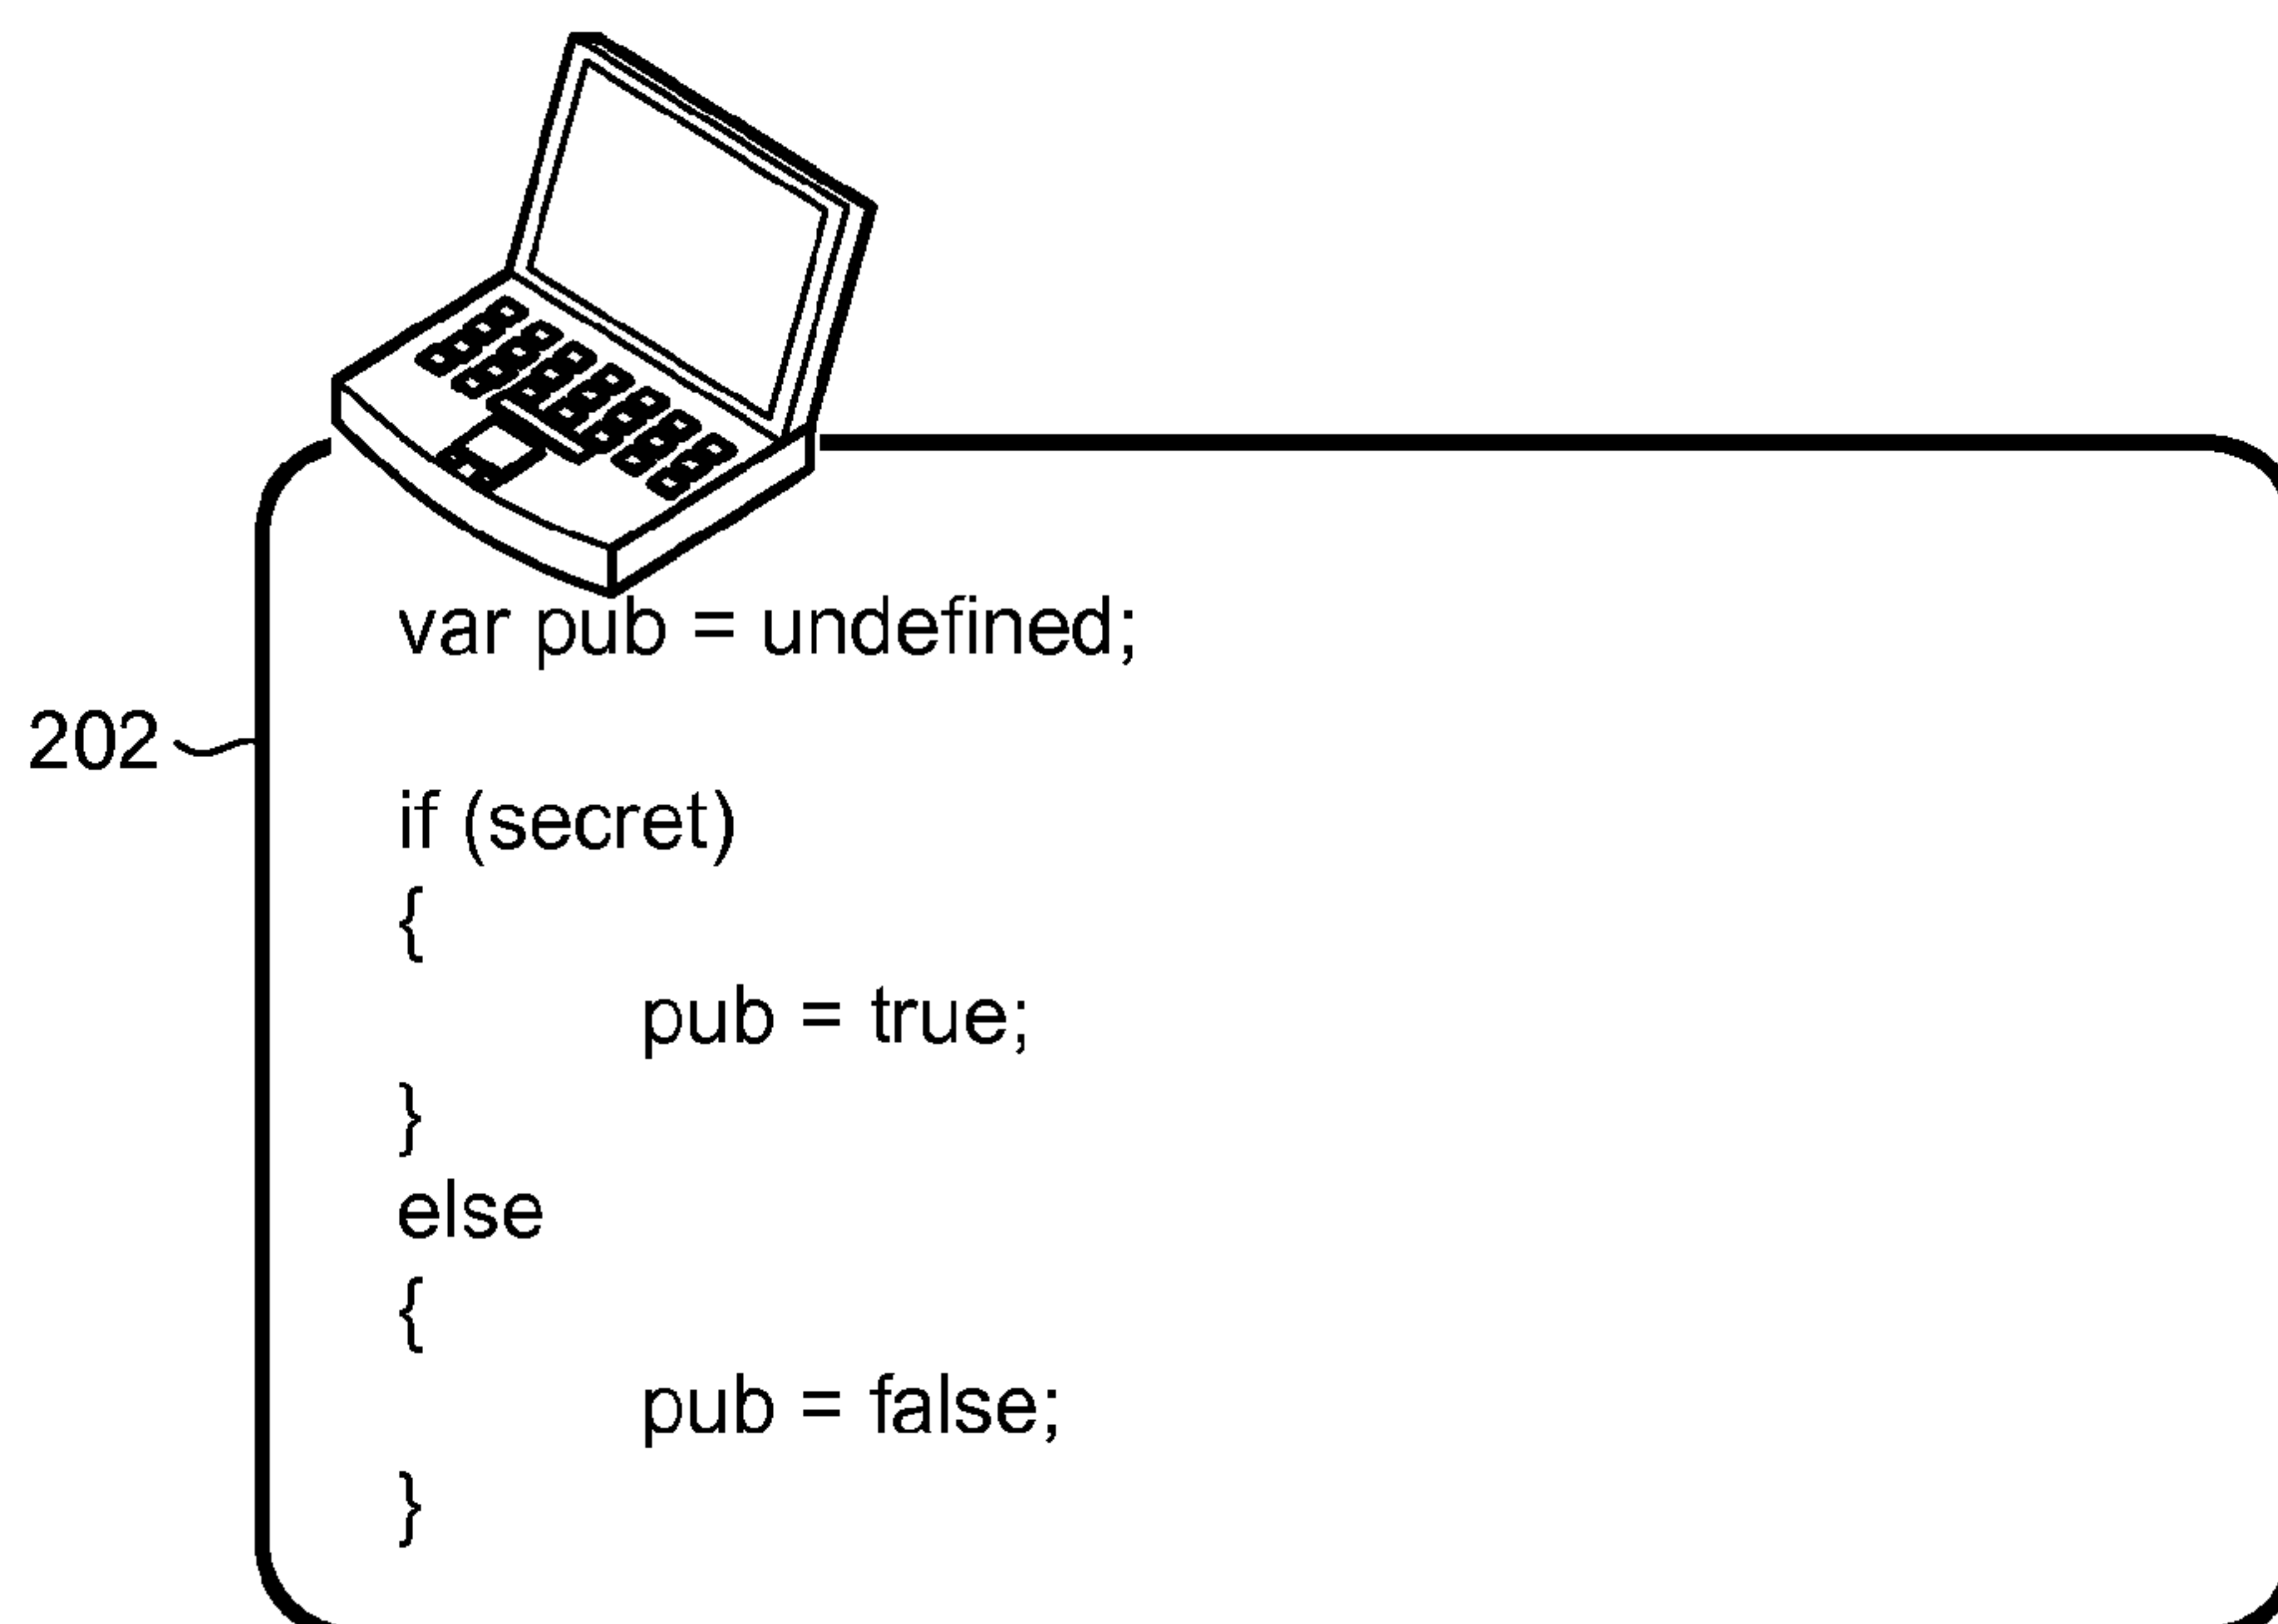 var pub = undefined;
202
if (secret)
{
pub = true;
}
else
{
pub = false;
}